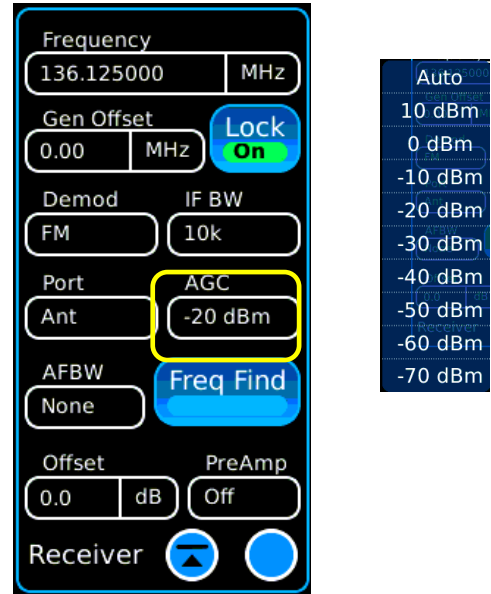 Frequency
136.125000 MHz
Gen Offset
0.00 MHz
Lock
On
Demod IF BW
FM 10k
Port AGC
Ant -20 dBm
AFBW
None
Freq Find
Offset PreAmp
0.0 dB Off
Receiver
Auto
10 dBm
0 dBm
-10 dBm
-20 dBm
-30 dBm
-40 dBm
-50 dBm
-60 dBm
-70 dBm